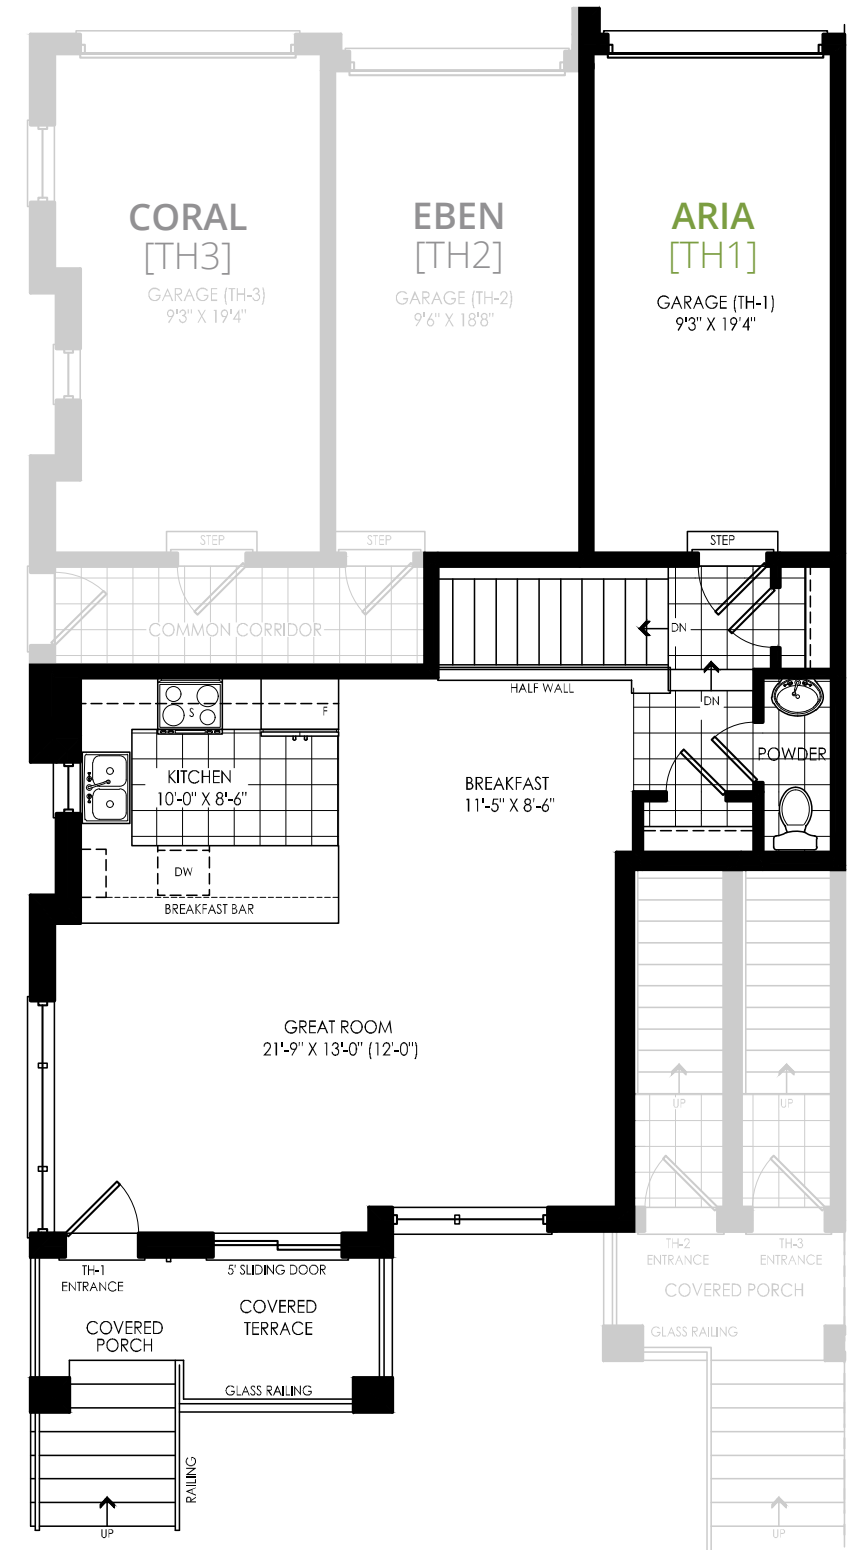 CORAL
[TH3]
GARAGE (TH-3)
9'3" X 19'4"
EBEN
[TH2]
GARAGE (TH-2)
9'6" X 18'8"
ARIA
[TH1]
GARAGE (TH-1)
9'3" X 19'4"
STEP
STEP
STEP
COMMON CORRIDOR
DN
HALF WALL
DN
S
F
POWDER
KITCHEN
10'-0" X 8'-6"
BREAKFAST
11'-5" X 8'-6"
DW
BREAKFAST BAR
GREAT ROOM
21'-9" X 13'-0" (12'-0")
UP
UP
TH-1
ENTRANCE
5' SLIDING DOOR
TH-2
ENTRANCE
TH-3
ENTRANCE
COVERED
PORCH
COVERED
TERRACE
COVERED PORCH
GLASS RAILING
GLASS RAILING
RAILING
UP
UP